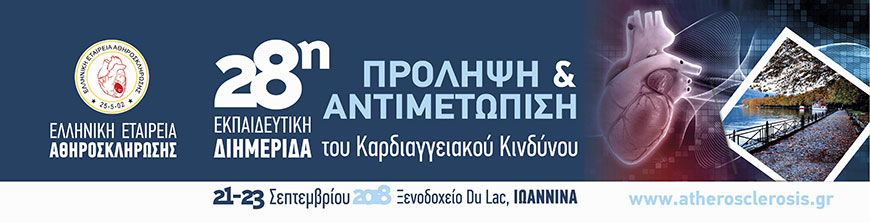 ΕΛΛΗΝΙΚΗ ΕΤΑΙΡΕΙΑ ΑΘΗΡΟΣΚΛΗΡΩΣΗΣ
25-5-02
ΕΛΛΗΝΙΚΗ ΕΤΑΙΡΕΙΑ
ΑΘΗΡΟΣΚΛΗΡΩΣΗΣ
28η
ΕΚΠΑΙΔΕΥΤΙΚΗ
ΔΙΗΜΕΡΙΔΑ
ΠΡΟΛΗΨΗ &
ΑΝΤΙΜΕΤΩΠΙΣΗ
του Καρδιαγγειακού Κινδύνου
21-23 Σεπτεμβρίου 2018 Ξενοδοχείο Du Lac, ΙΩΑΝΝΙΝΑ
www.atherosclerosis.gr